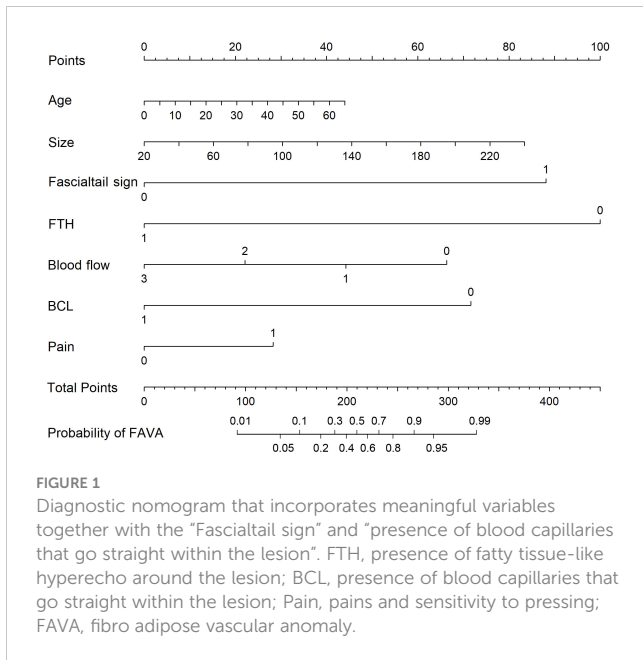 0 20 40 60 80 100
Points
Age
0 10 20 30 40 50 60
Size
20 60 80 100 140 180 220
1
Fascialtail sign
0
0
FTH
1
2 0
Blood flow
3 1
0
BCL
1
1
Pain
0
Total Points
0 100 200 300 400
0.01 0.1 0.3 0.5 0.7 0.9 0.99
Probability of FAVA
0.05 0.2 0.4 0.6 0.8 0.95
FIGURE 1
Diagnostic nomogram that incorporates meaningful variables
together with the “Fascialtail sign” and “presence of blood capillaries
that go straight within the lesion”. FTH, presence of fatty tissue-like
hyperecho around the lesion; BCL, presence of blood capillaries that
go straight within the lesion; Pain, pains and sensitivity to pressing;
FAVA, fibro adipose vascular anomaly.